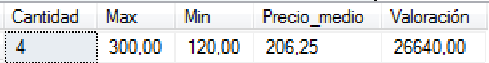 Cantidad Max Min Precio_medio Valoración
4 300,00 120,00 206,25 26640,00